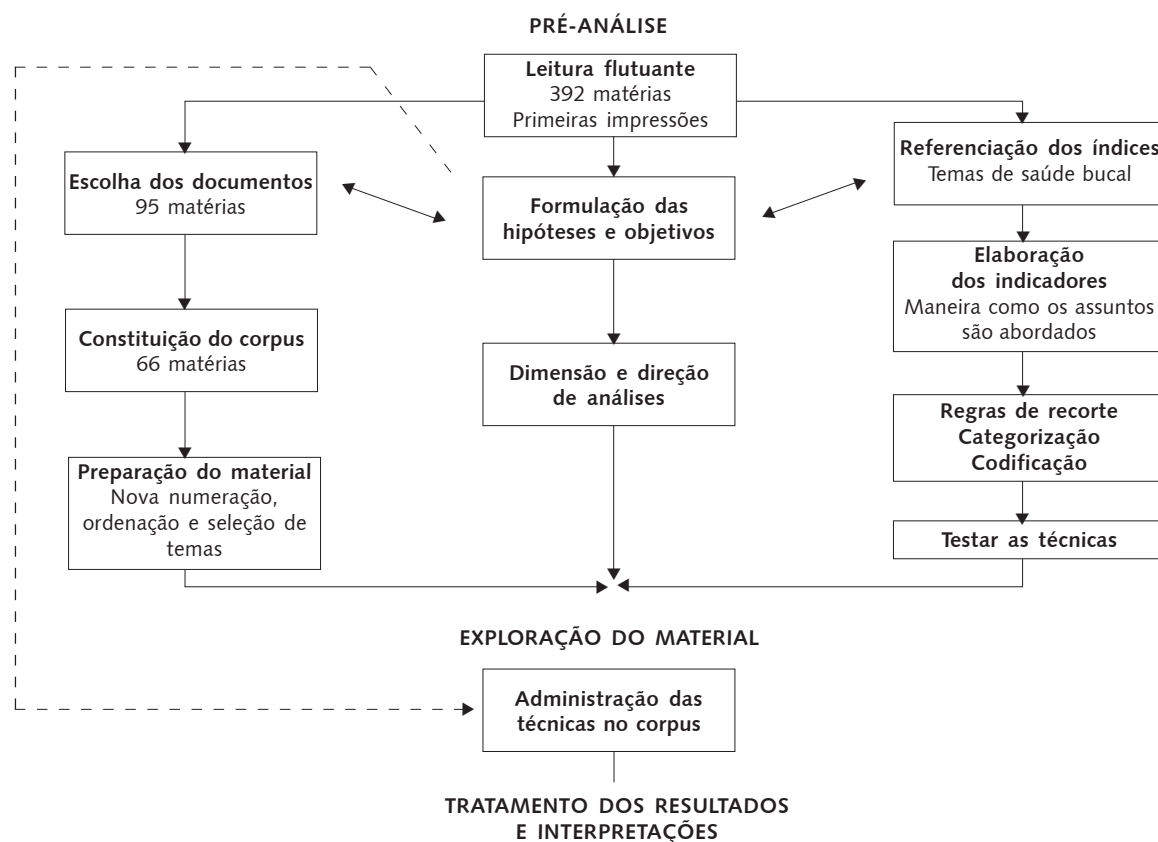 PRÉ-ANÁLISE
Leitura flutuante
392 matérias
Primeiras impressões
Escolha dos documentos
95 matérias
Formulação das
hipóteses e objetivos
Referenciação dos índices
Temas de saúde bucal
Elaboração
dos indicadores
Maneira como os assuntos
são abordados
Constituição do corpus
66 matérias
Dimensão e direção
de análises
Regras de recorte
Categorização
Codificação
Preparação do material
Nova numeração,
ordenação e seleção de
temas
Testar as técnicas
EXPLORAÇÃO DO MATERIAL
Administração das
técnicas no corpus
TRATAMENTO DOS RESULTADOS
E INTERPRETAÇÕES